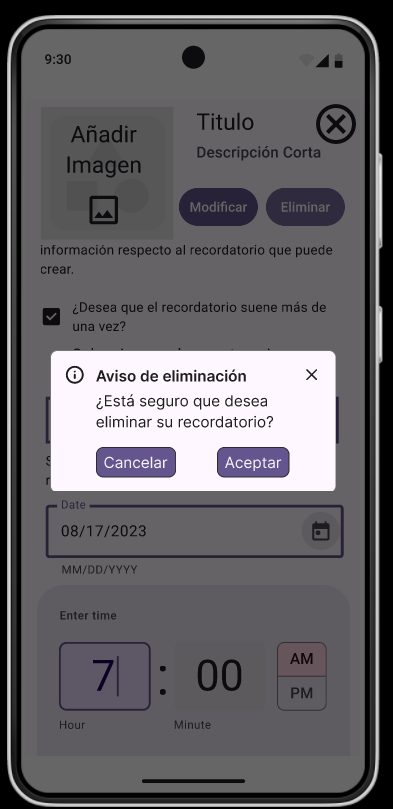 9:30
Añadir
Imagen
Titulo
Descripción Corta
Modificar
Eliminar
información respecto al recordatorio que puede
crear.
¿Desea que el recordatorio suene más de
una vez?
Aviso de eliminación
¿Está seguro que desea
eliminar su recordatorio?
Cancelar
Aceptar
Date
08/17/2023
MM/DD/YYYY
Enter time
7
:
00
AM
PM
Hour
Minute